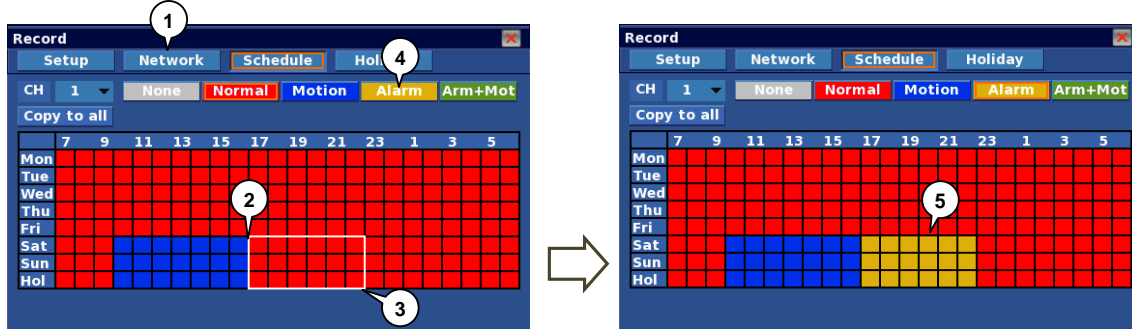 1
Record
Setup Network Schedule Hol 4
CH 1 None Normal Motion Alarm Arm+Mot
Copy to all
7 9 11 13 15 17 19 21 23 1 3 5
Mon
Tue
Wed
Thu
Fri
Sat
Sun
Hol
2
3
Record
Setup Network Schedule Holiday
CH 1 None Normal Motion Alarm Arm+Mot
Copy to all
7 9 11 13 15 17 19 21 23 1 3 5
Mon
Tue
Wed
Thu
Fri
Sat
Sun
Hol
5